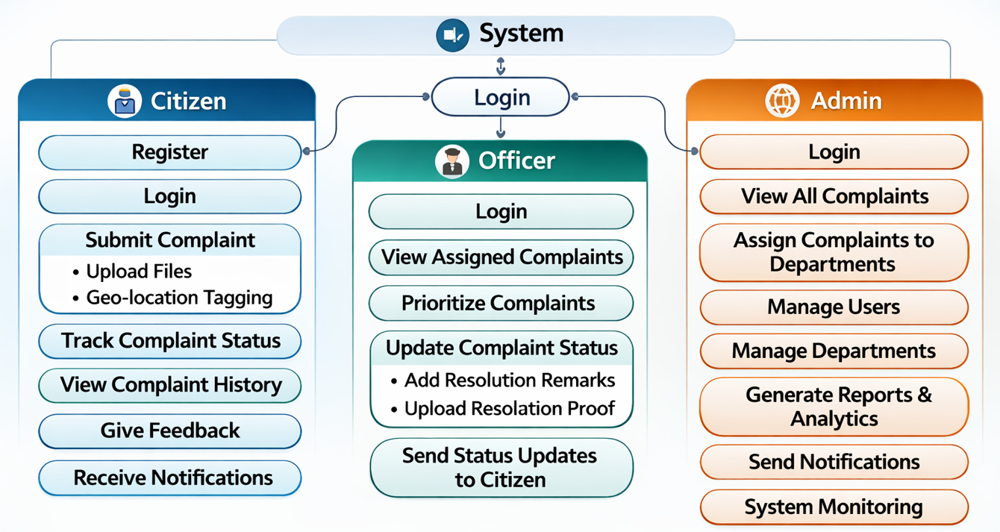 System
Login
Citizen
Register
Login
Submit Complaint
• Upload Files
• Geo-location Tagging
Track Complaint Status
View Complaint History
Give Feedback
Receive Notifications
Officer
Login
View Assigned Complaints
Prioritize Complaints
Update Complaint Status
• Add Resolution Remarks
• Upload Resolation Proof
Send Status Updates
to Citizen
Admin
Login
View All Complaints
Assign Complaints to
Departments
Manage Users
Manage Departments
Generate Reports &
Analytics
Send Notifications
System Monitoring